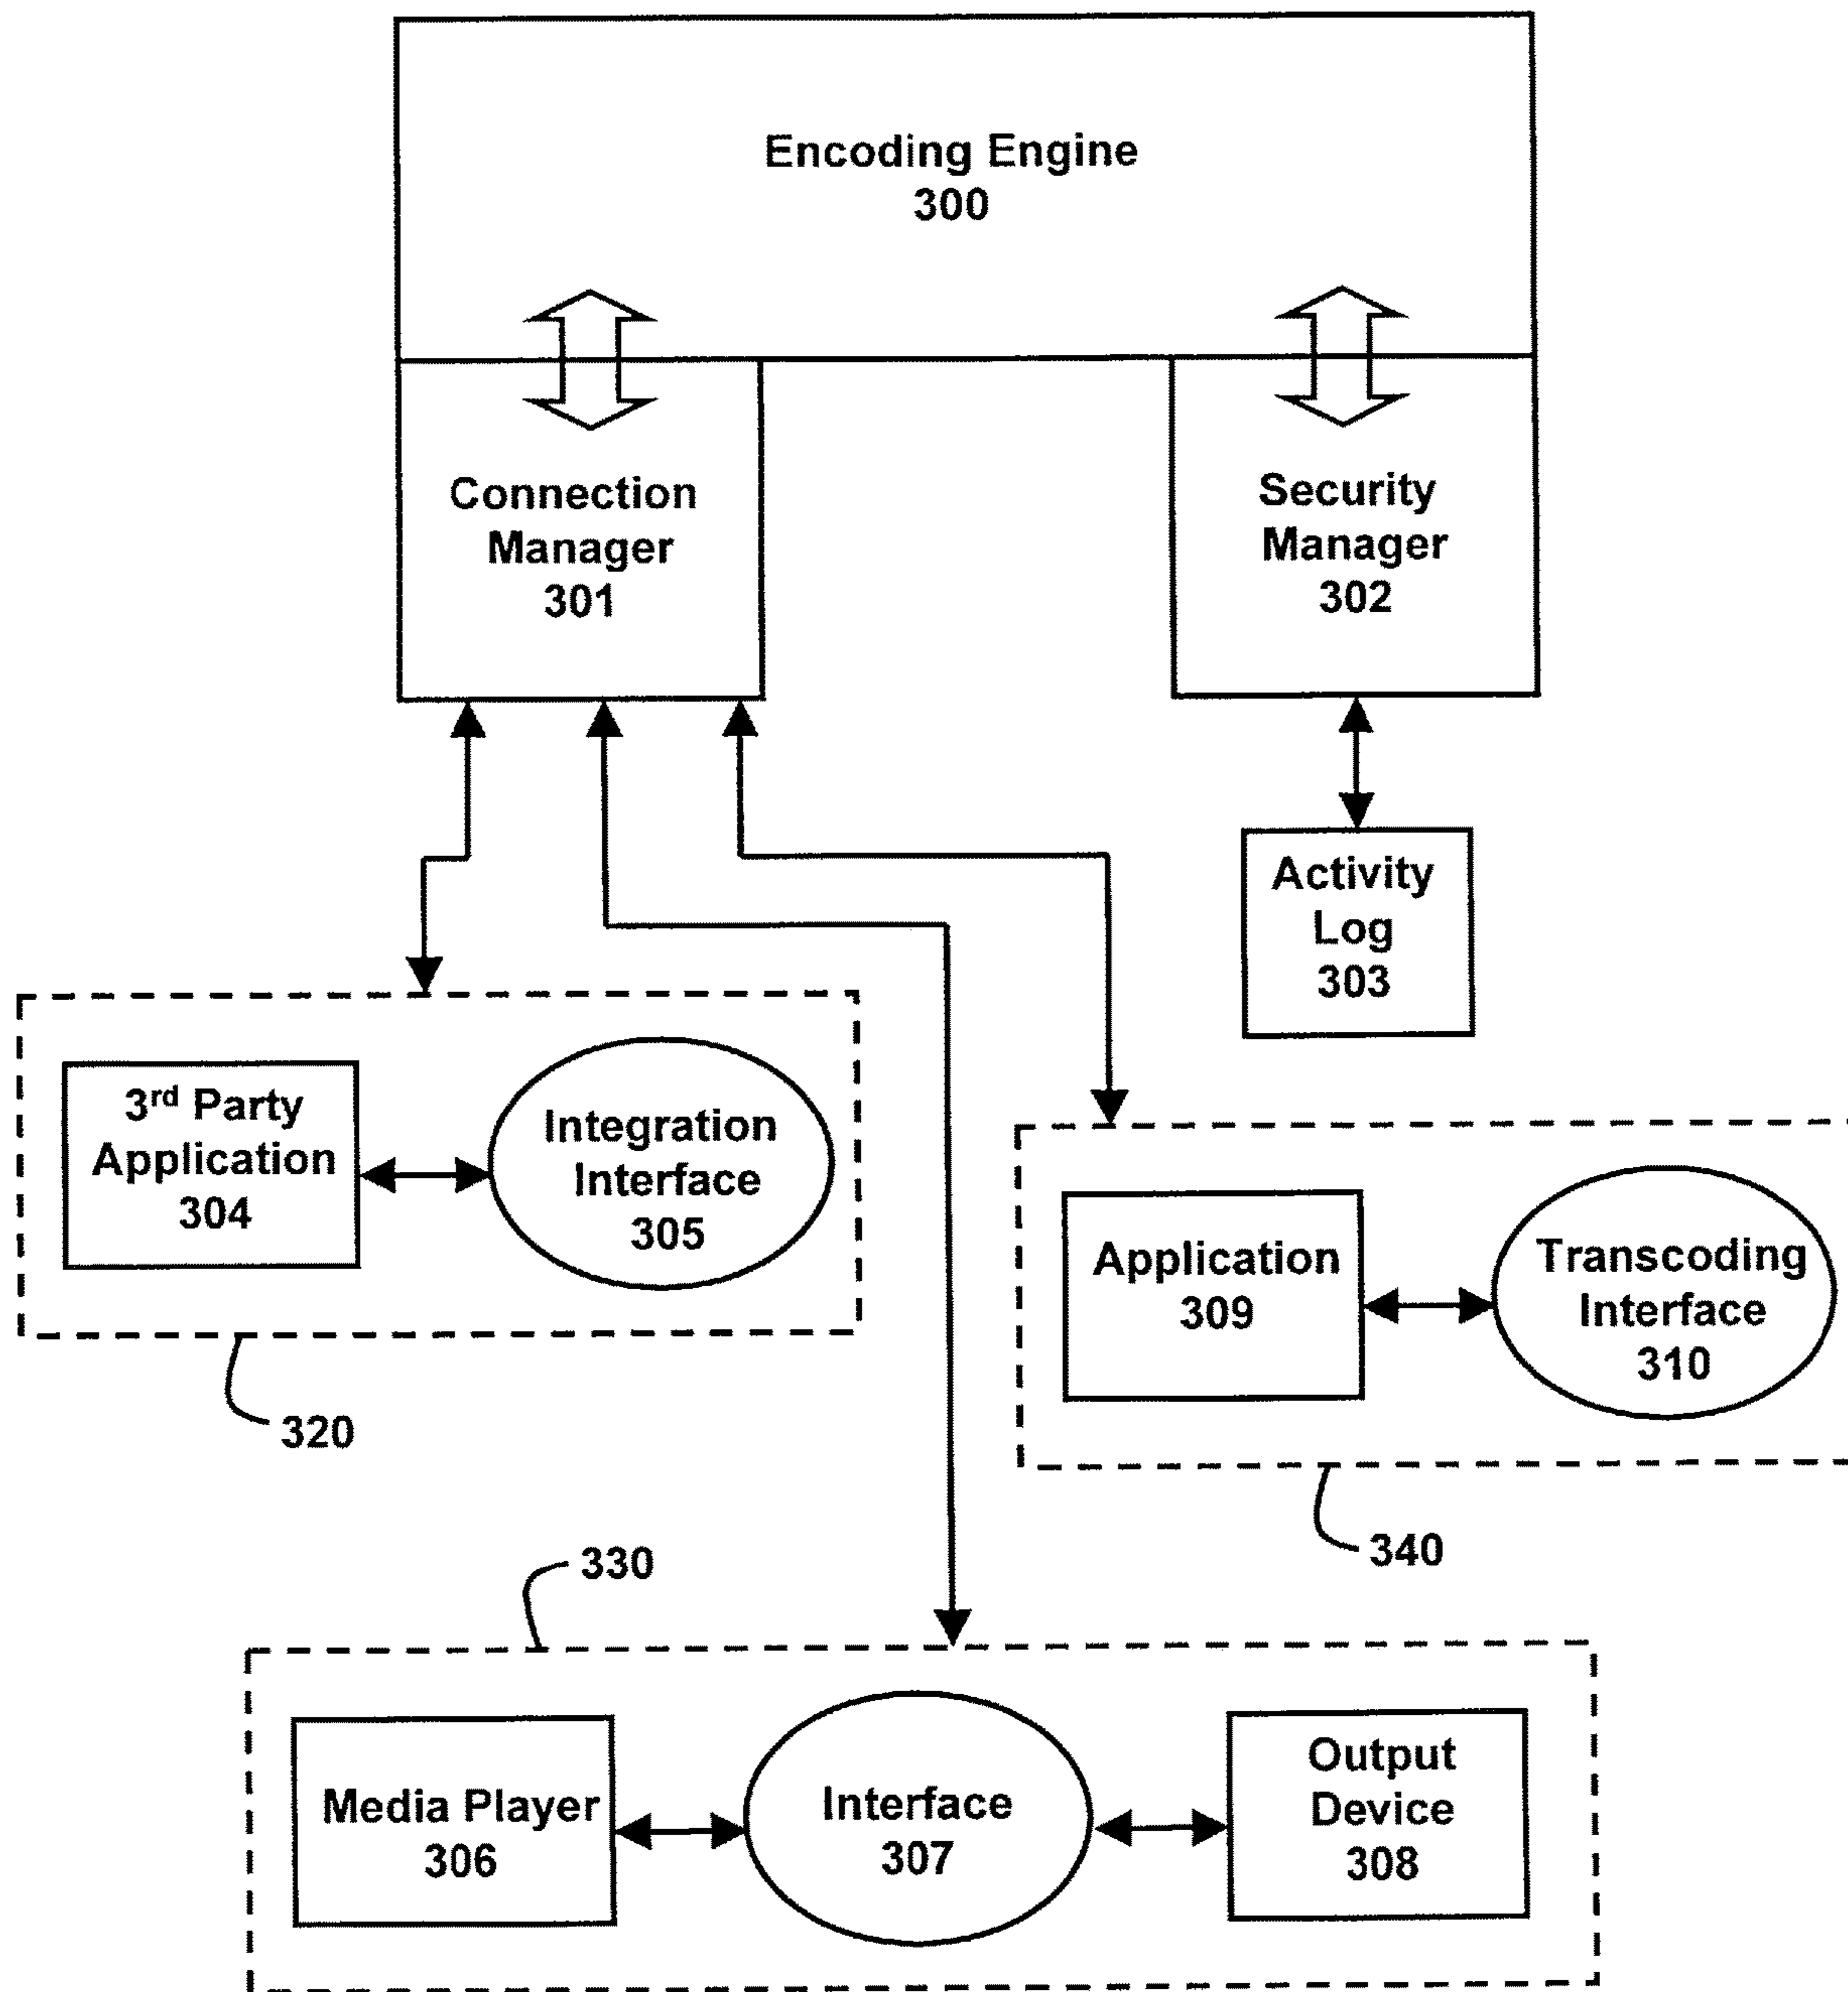 Encoding Engine
300
Connection
Manager
301
Security
Manager
302
Activity
Log
303
3rd Party
Application
304
Integration
Interface
305
320
Application
309
Transcoding
Interface
310
340
330
Media Player
306
Interface
307
Output
Device
308